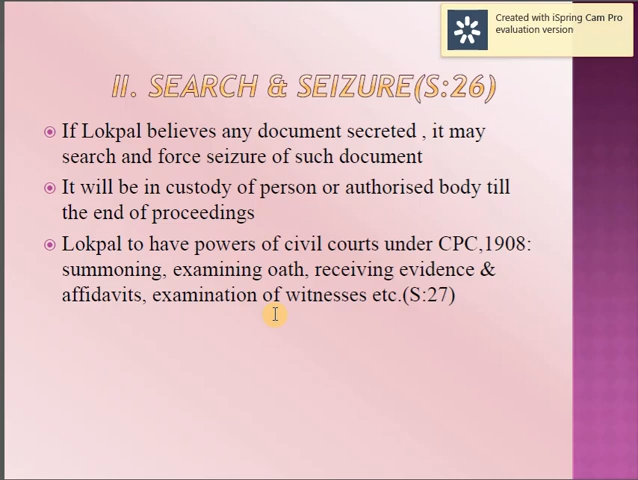 Created with iSpring Cam Pro
evaluation version
II. SEARCH & SEIZURE(S:26)
If Lokpal believes any document secreted , it may
search and force seizure of such document
It will be in custody of person or authorised body till
the end of proceedings
Lokpal to have powers of civil courts under CPC,1908:
summoning, examining oath, receiving evidence &
affidavits, examination of witnesses etc.(S:27)